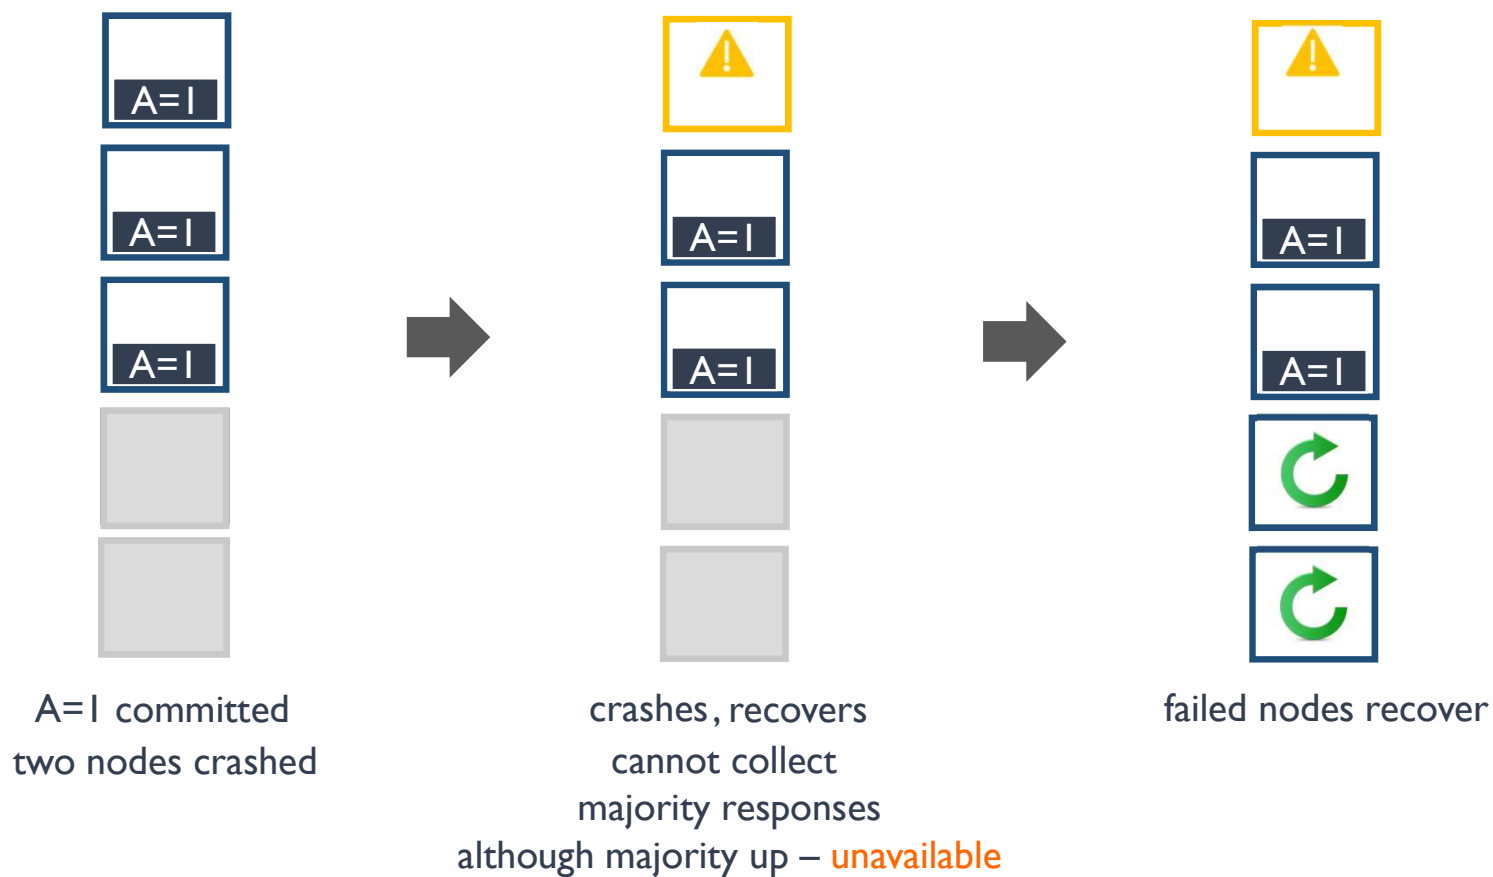 A=1
A=1
A=1
A=1 committed
two nodes crashed
A=1
A=1
crashes, recovers
cannot collect
majority responses
although majority up – unavailable
A=1
A=1
failed nodes recover